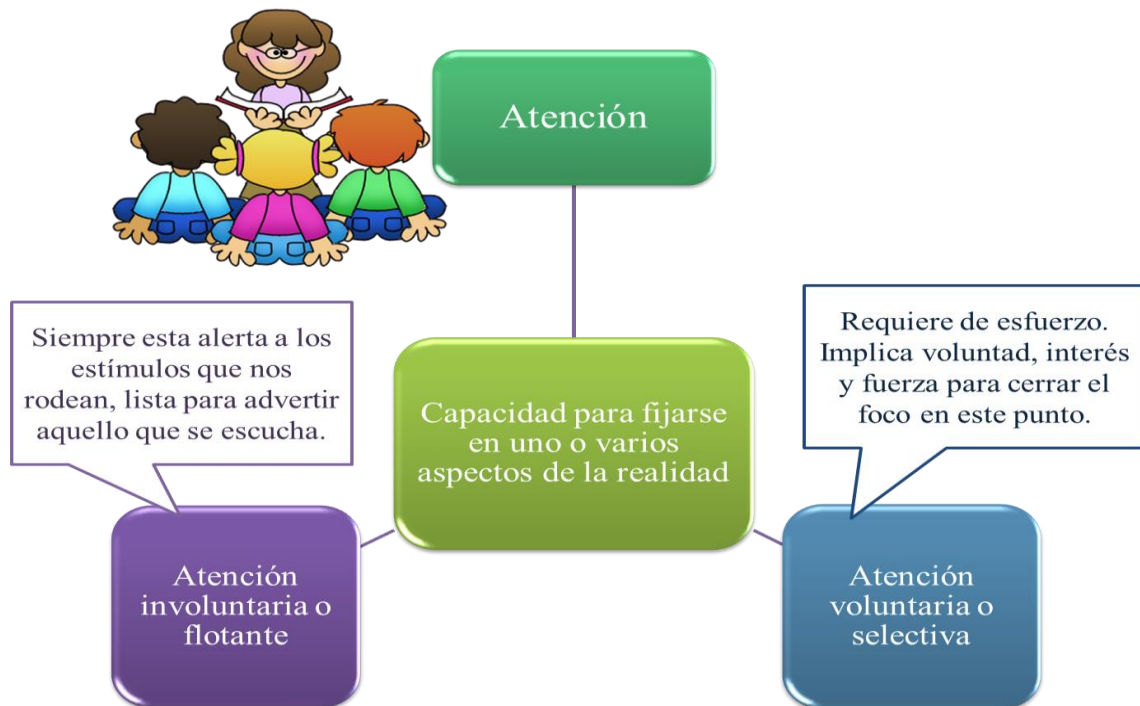 Atención
Siempre esta alerta a los
estímulos que nos
rodean, lista para advertir
aquello que se escucha.
Capacidad para fijarse
en uno o varios
aspectos de la realidad
Requiere de esfuerzo.
Implica voluntad, interés
y fuerza para cerrar el
foco en este punto.
Atención
involuntaria o
flotante
Atención
voluntaria o
selectiva